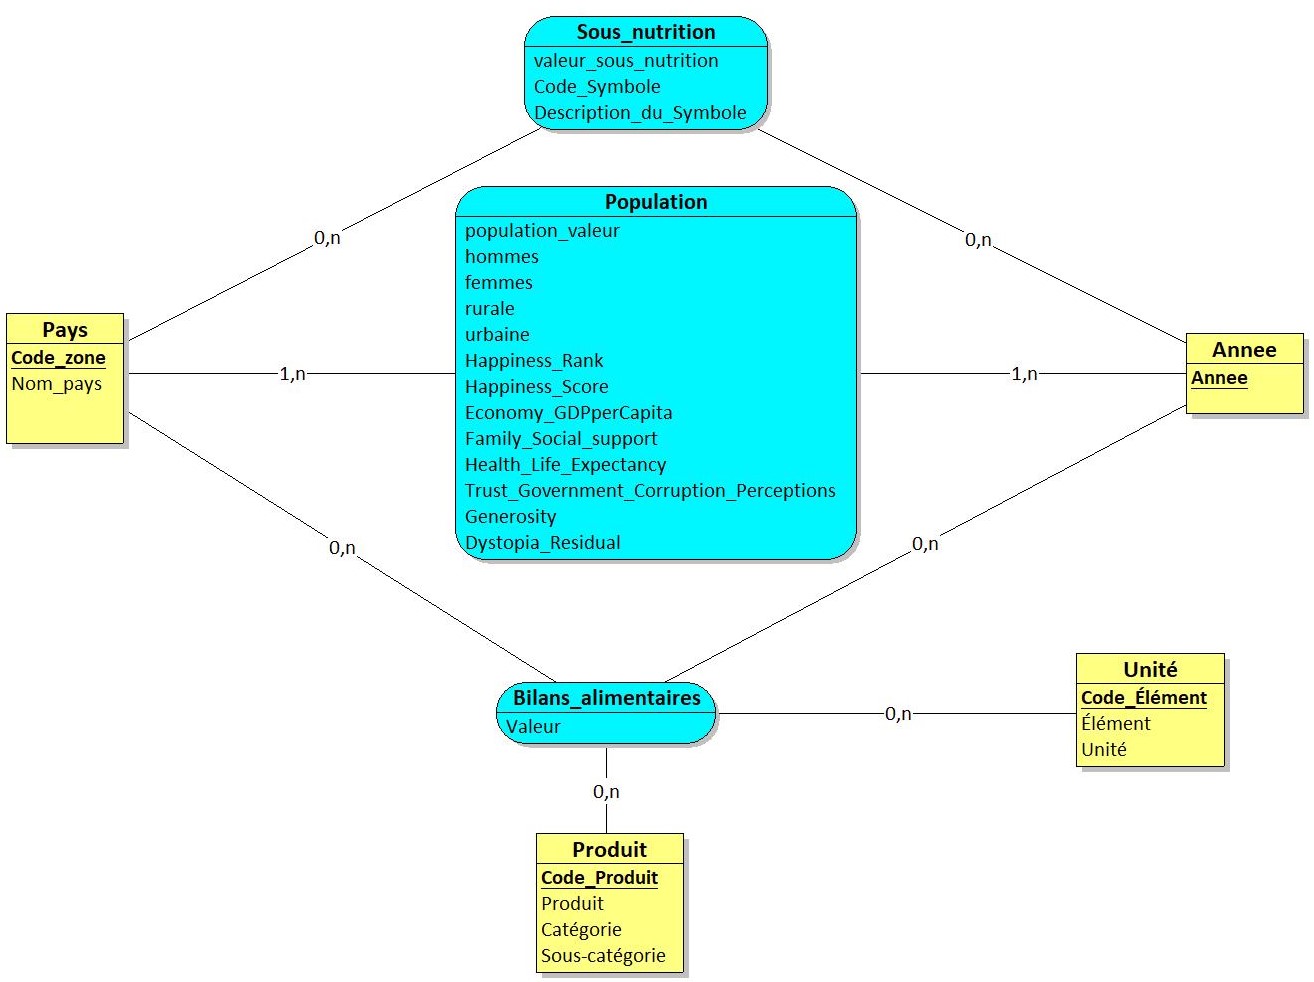 Sous_nutrition
valeur_sous_nutrition
Code_Symbole
Description_du_Symbole
0,n
0,n
Population
population_valeur
hommes
femmes
rurale
urbaine
Happiness_Rank
Happiness_Score
Economy_GDPperCapita
Family_Social_support
Health_Life_Expectancy
Trust_Government_Corruption_Perceptions
Generosity
Dystopia_Residual
Pays
Code_zone
Nom_pays
1,n
1,n
Annee
Annee
0,n
0,n
Bilans_alimentaires
Valeur
0,n
Unité
Code_Élément
Élément
Unité
0,n
Produit
Code_Produit
Produit
Catégorie
Sous-catégorie